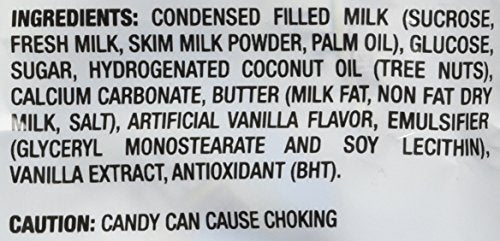 INGREDIENTS: CONDENSED FILLED MILK (SUCROSE,
FRESH MILK, SKIM MILK POWDER, PALM OIL), GLUCOSE,
SUGAR, HYDROGENATED COCONUT OIL (TREE NUTS),
CALCIUM CARBONATE, BUTTER (MILK FAT, NON FAT DRY
MILK, SALT), ARTIFICIAL VANILLA FLAVOR, EMULSIFIER
(GLYCERYL MONOSTEARATE AND SOY LECITHIN),
VANILLA EXTRACT, ANTIOXIDANT (BHT).
CAUTION: CANDY CAN CAUSE CHOKING